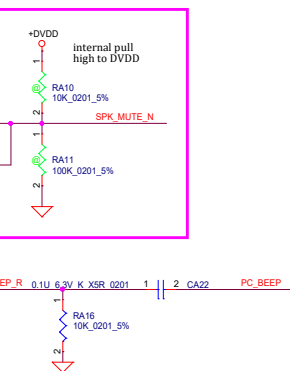 +DVDD
internal pull
high to DVDD
1
@
RA10
10K_0201_5%
2
SPK_MUTE_N
1
@
RA11
100K_0201_5%
2
EP_R 0.1U_6.3V_K_X5R_0201 1 2 CA22 PC_BEEP
1
RA16
10K_0201_5%
2